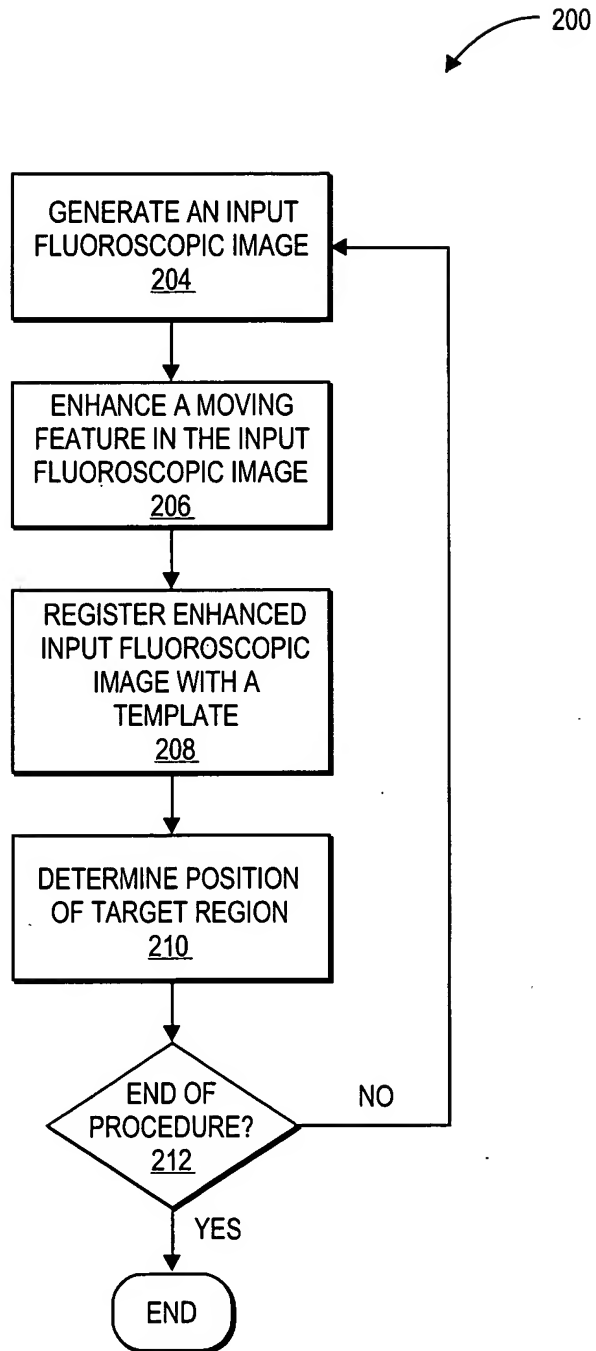 200
GENERATE AN INPUT
FLUOROSCOPIC IMAGE
204
ENHANCE A MOVING
FEATURE IN THE INPUT
FLUOROSCOPIC IMAGE
206
REGISTER ENHANCED
INPUT FLUOROSCOPIC
IMAGE WITH A
TEMPLATE
208
DETERMINE POSITION
OF TARGET REGION
210
END OF
PROCEDURE?
212
NO
YES
END